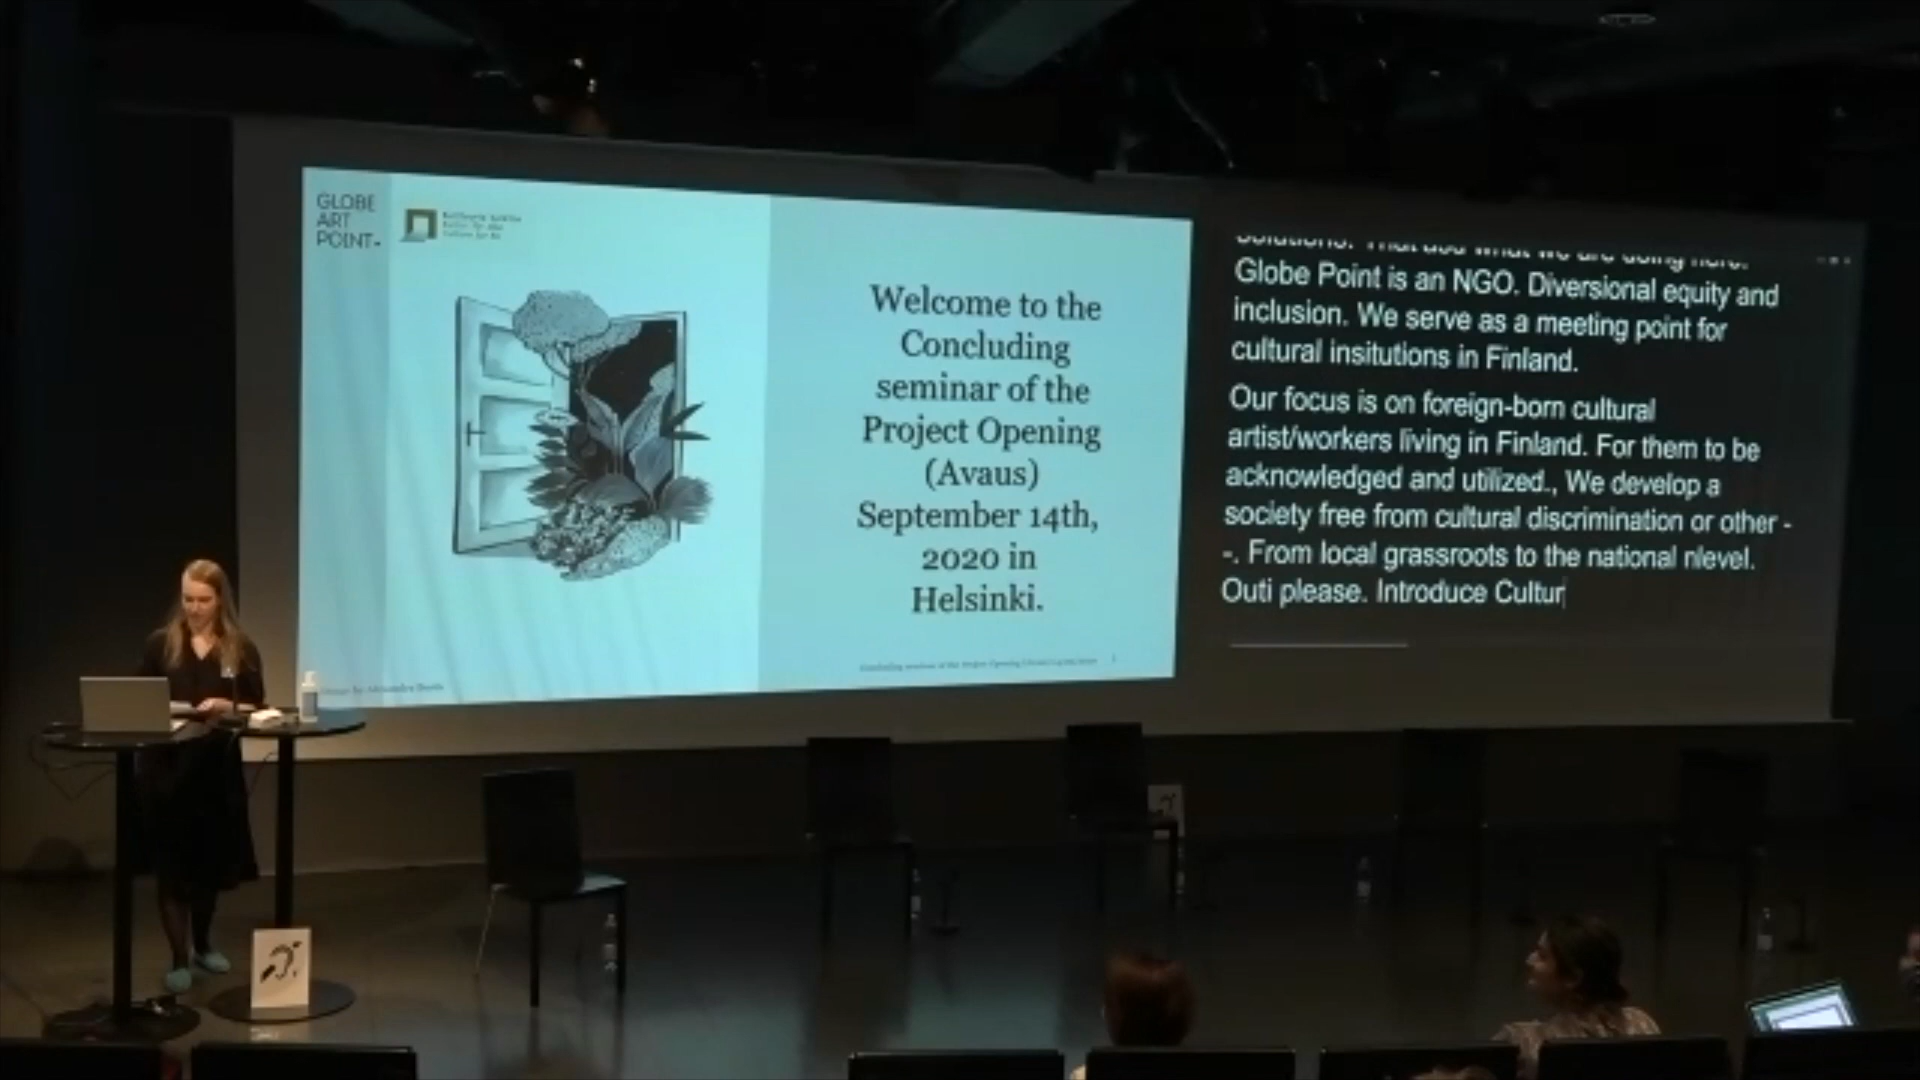 GLOBE
ART
POINT
Welcome to the
Concluding
seminar of the
Project Opening
(Avaus)
September 14th,
2020 in
Helsinki.
Globe Point is an NGO. Diversional equity and
inclusion. We serve as a meeting point for
cultural insitutions in Finland.
Our focus is on foreign-born cultural
artist/workers living in Finland. For them to be
acknowledged and utilized., We develop a
society free from cultural discrimination or other -
-. From local grassroots to the national nlevel.
Outi please. Introduce Cultur